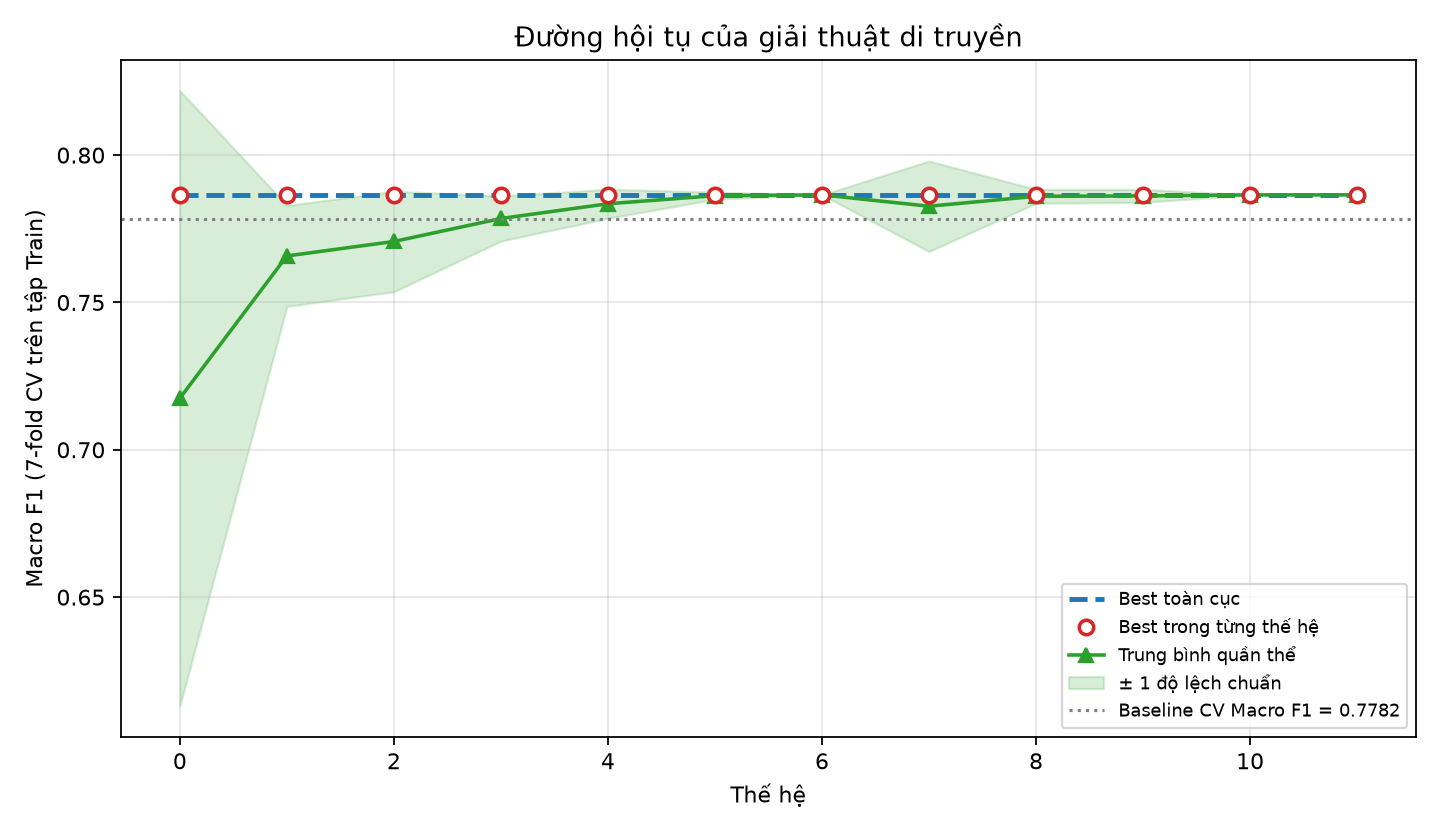 Đường hội tụ của giải thuật di truyền
Macro F1 (7-fold CV trên tập Train)
0.80
0.75
0.70
0.65
Best toàn cục
Best trong từng thế hệ
Trung bình quần thể
± 1 độ lệch chuẩn
Baseline CV Macro F1 = 0.7782
0 2 4 6 8 10
Thế hệ